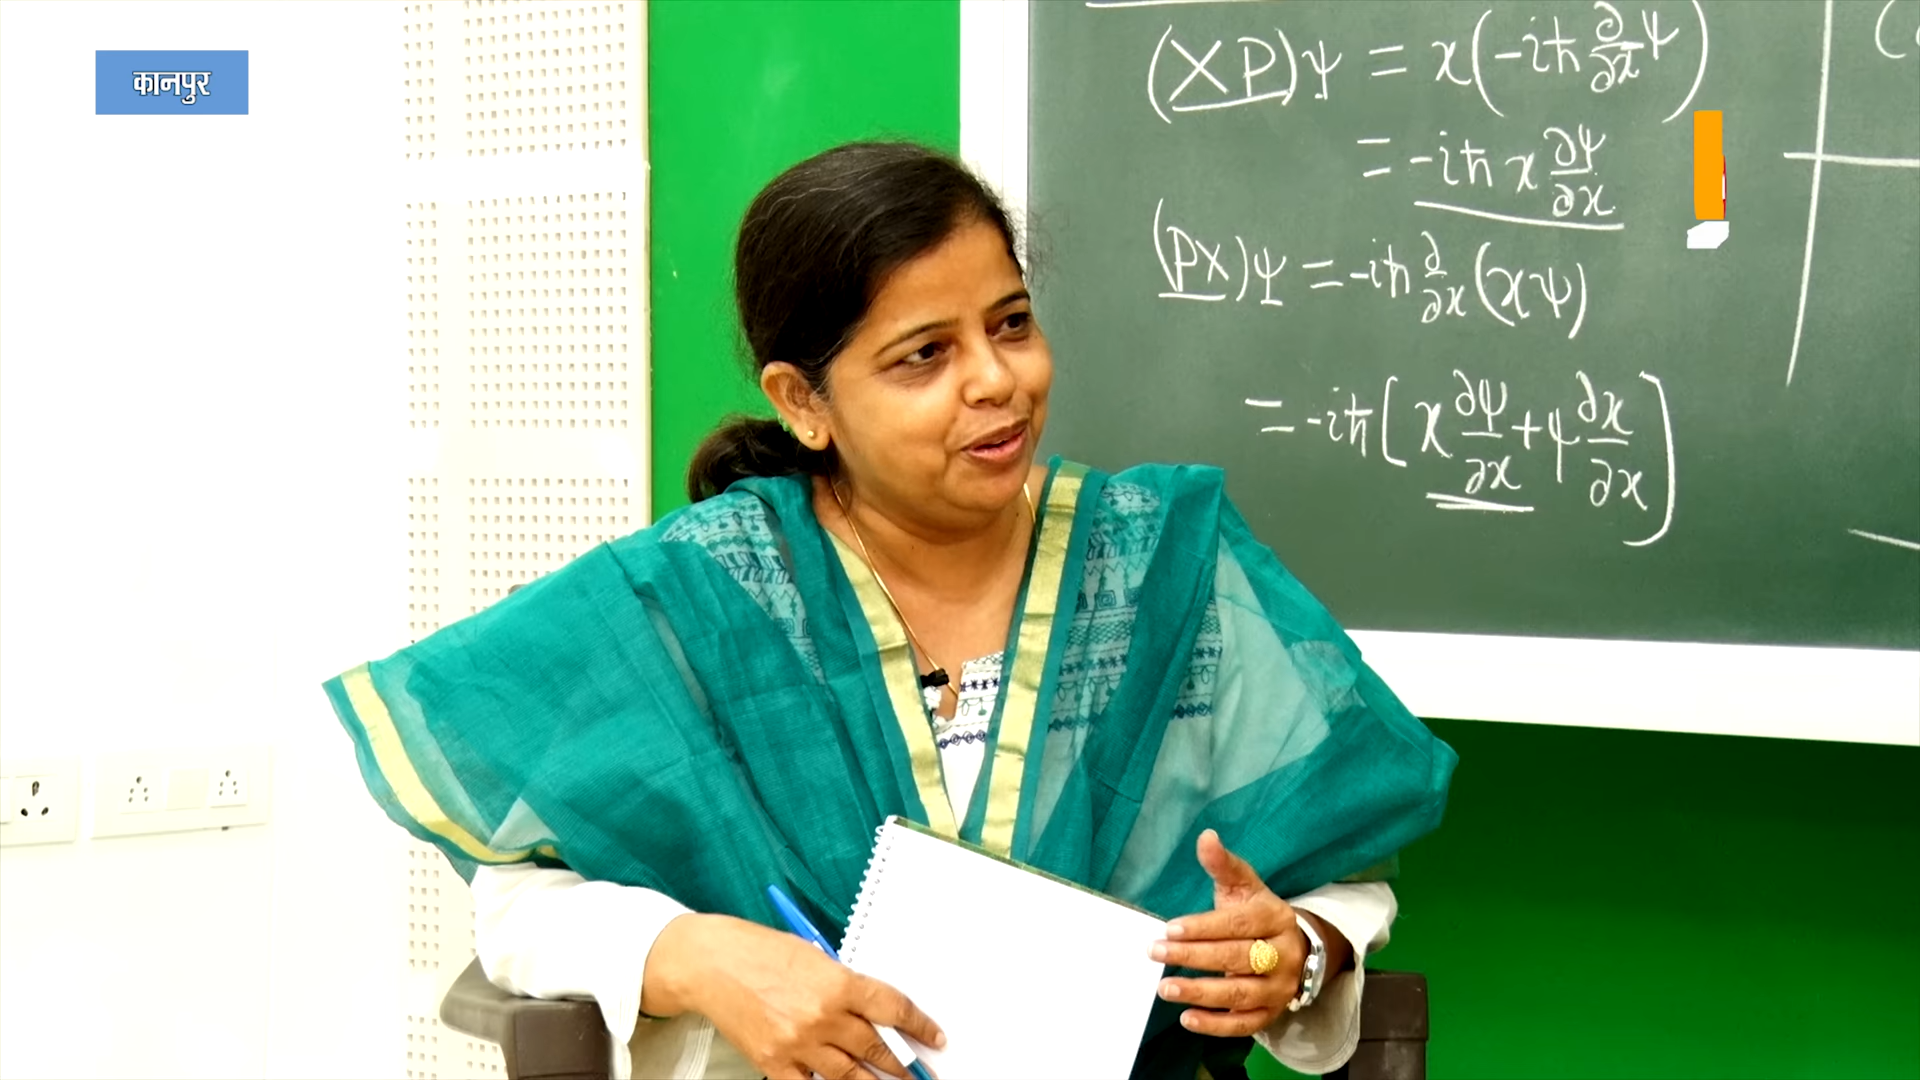 कानपुर
(XP)ψ = x(-iħ ∂/∂x ψ)
= -iħ x ∂ψ/∂x
(PX)ψ = -iħ ∂/∂x (xψ)
= -iħ [x ∂ψ/∂x + ψ ∂x/∂x]